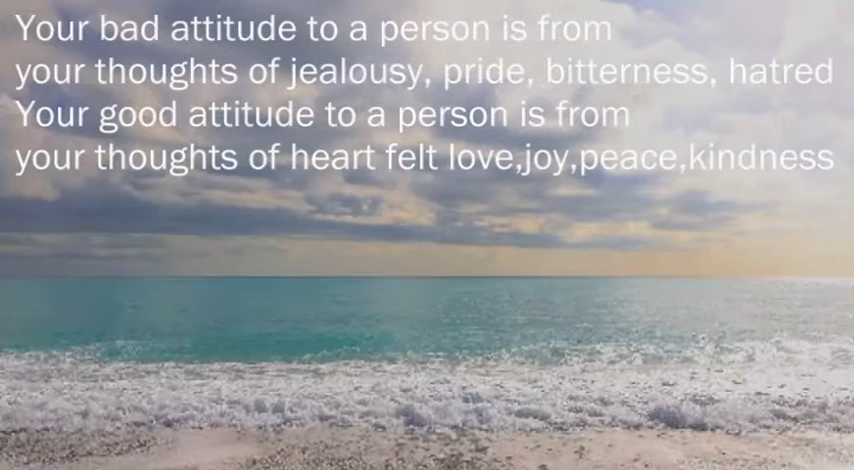 Your bad attitude to a person is from
your thoughts of jealousy, pride, bitterness, hatred
Your good attitude to a person is from
your thoughts of heart felt love,joy,peace,kindness